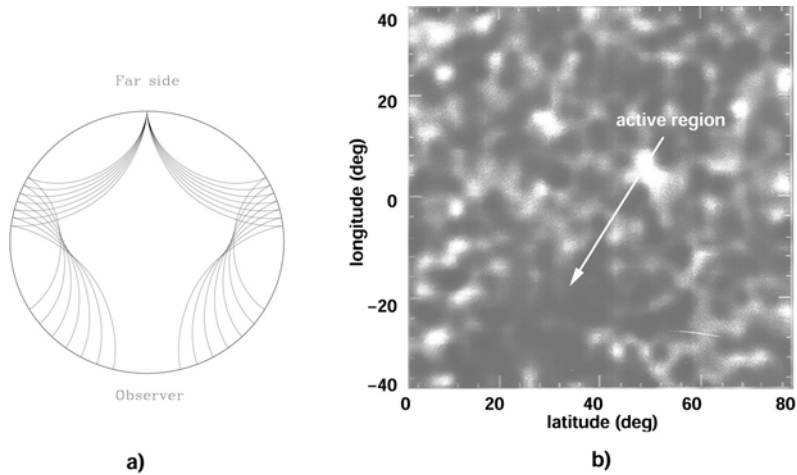 Far side
Observer
a)
40
20
0
−20
−40
longitude (deg)
active region
0
20
40
60
80
latitude (deg)
b)